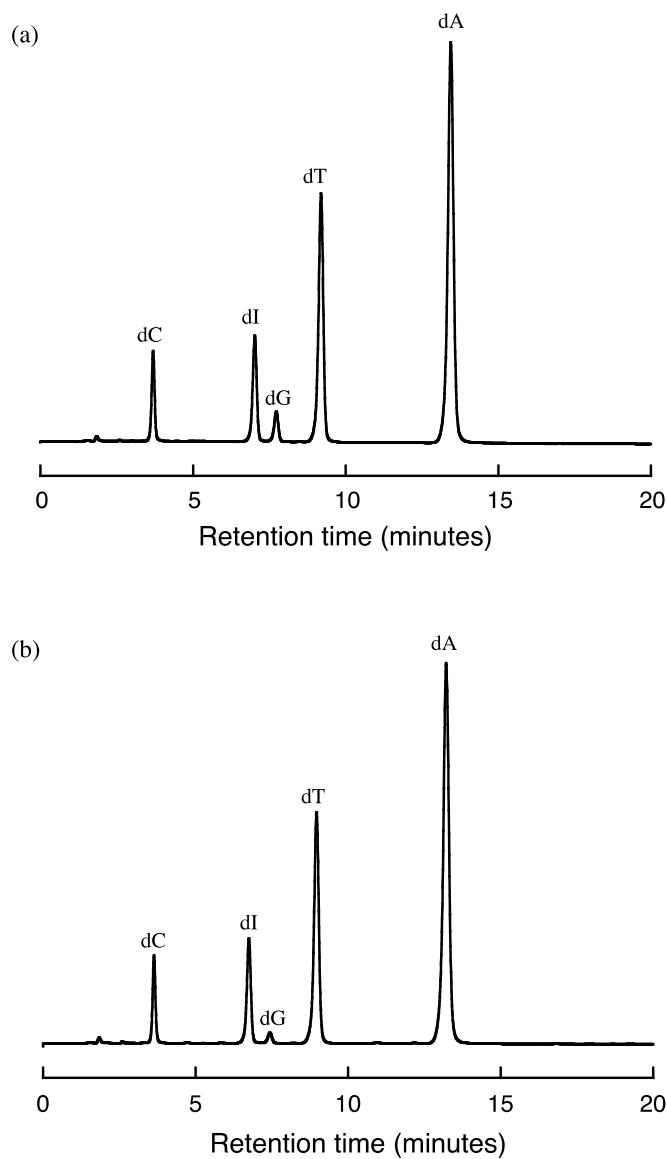 (a)
dA
dT
dI
dC
dG
0 5 10 15 20
Retention time (minutes)
(b)
dA
dT
dI
dC
dG
0 5 10 15 20
Retention time (minutes)